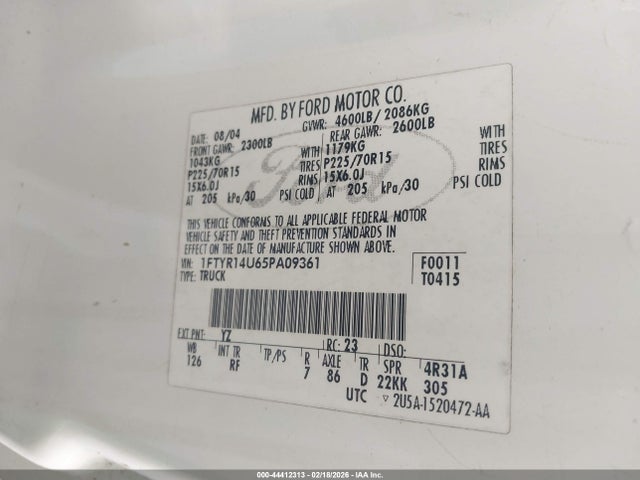 MFD. BY FORD MOTOR CO.
DATE: 08/04 GVWR: 4600LB/ 2086KG
FRONT GAWR: 2300LB REAR GAWR: 2600LB
1043KG WITH 1179KG WITH
P225/70R15 TIRES P225/70R15 TIRES
15X6.0J RIMS 15X6.0J RIMS
AT 205 kPa/30 PSI COLD AT 205 kPa/30 PSI COLD
Ford
THIS VEHICLE CONFORMS TO ALL APPLICABLE FEDERAL MOTOR
VEHICLE SAFETY AND THEFT PREVENTION STANDARDS IN
EFFECT ON THE DATE OF MANUFACTURE SHOWN ABOVE.
VIN: 1FTYR14U65PA09361 F0011
TYPE: TRUCK T0415
EXT PNT: YZ RC: 23 DSO:
WB INT TR TP/PS R AXLE TR SPR 4R31A
126 RF 7 86 D 22KK 305
UTC ▽ 2U5A-1520472-AA
000-44412313 - 02/18/2026 - IAA Inc.